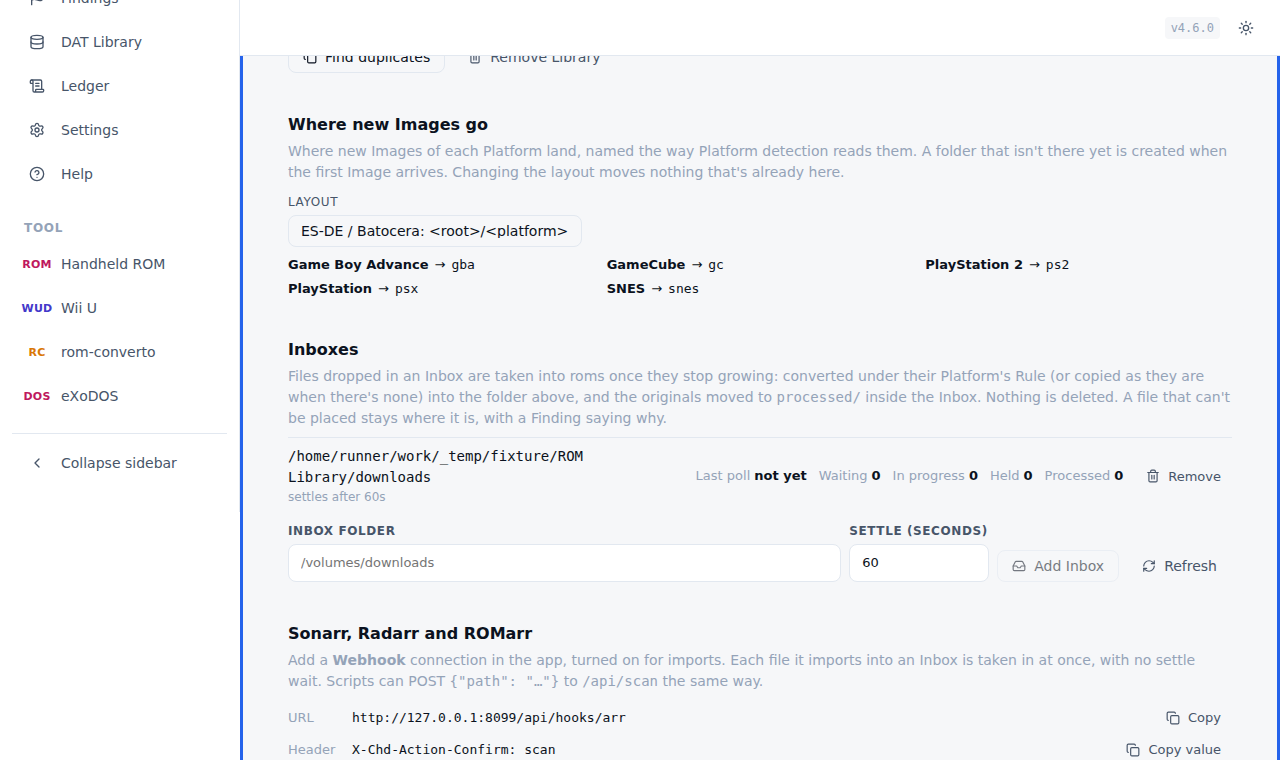 Findings
DAT Library
Ledger
Settings
Help
TOOL
ROM Handheld ROM
WUD Wii U
RC rom-converto
DOS eXoDOS
Collapse sidebar
v4.6.0
Find duplicates Remove Library
Where new Images go
Where new Images of each Platform land, named the way Platform detection reads them. A folder that isn't there yet is created when
the first Image arrives. Changing the layout moves nothing that's already here.
LAYOUT
ES-DE / Batocera: <root>/<platform>
Game Boy Advance → gba GameCube → gc PlayStation 2 → ps2
PlayStation → psx SNES → snes
Inboxes
Files dropped in an Inbox are taken into roms once they stop growing: converted under their Platform's Rule (or copied as they are
when there's none) into the folder above, and the originals moved to processed/ inside the Inbox. Nothing is deleted. A file that can't
be placed stays where it is, with a Finding saying why.
/home/runner/work/_temp/fixture/ROM
Library/downloads
settles after 60s
Last poll not yet Waiting 0 In progress 0 Held 0 Processed 0 Remove
INBOX FOLDER SETTLE (SECONDS)
/volumes/downloads 60 Add Inbox Refresh
Sonarr, Radarr and ROMarr
Add a Webhook connection in the app, turned on for imports. Each file it imports into an Inbox is taken in at once, with no settle
wait. Scripts can POST {"path": "…"} to /api/scan the same way.
URL http://127.0.0.1:8099/api/hooks/arr Copy
Header X-Chd-Action-Confirm: scan Copy value